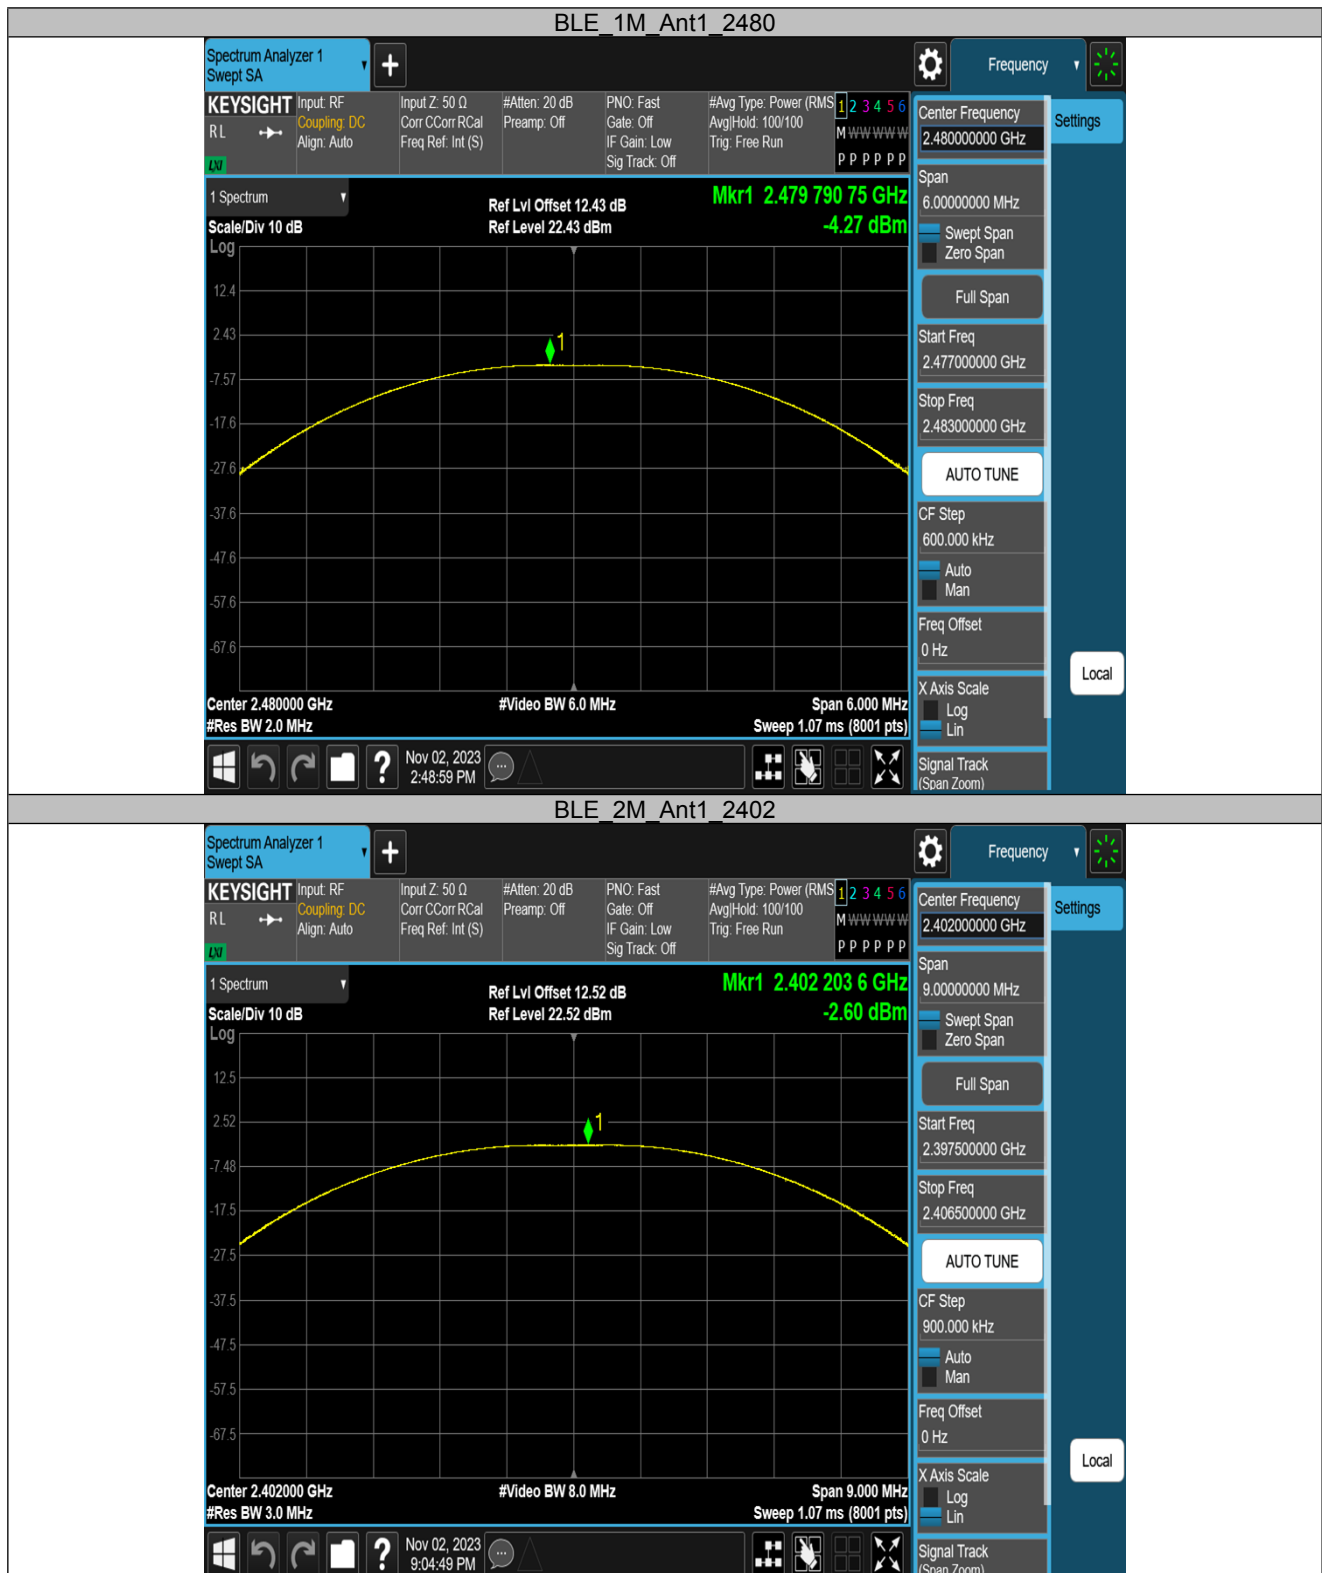 BLE_1M_Ant1_2480
Spectrum Analyzer 1
Swept SA
Frequency
KEYSIGHT
R L
LXI
Input: RF
Coupling: DC
Align: Auto
Input Z: 50 Ω
Corr CCorr RCal
Freq Ref: Int (S)
#Atten: 20 dB
Preamp: Off
PNO: Fast
Gate: Off
IF Gain: Low
Sig Track: Off
#Avg Type: Power (RMS
Avg|Hold: 100/100
Trig: Free Run
1 2 3 4 5 6
M W W W W W
P P P P P P
1 Spectrum
Scale/Div 10 dB
Ref Lvl Offset 12.43 dB
Ref Level 22.43 dBm
Mkr1 2.479 790 75 GHz
-4.27 dBm
Log
12.4
2.43
-7.57
-17.6
-27.6
-37.6
-47.6
-57.6
-67.6
1
Center 2.480000 GHz
#Res BW 2.0 MHz
#Video BW 6.0 MHz
Span 6.000 MHz
Sweep 1.07 ms (8001 pts)
Nov 02, 2023
2:48:59 PM
Center Frequency
2.480000000 GHz
Settings
Span
6.00000000 MHz
Swept Span
Zero Span
Full Span
Start Freq
2.477000000 GHz
Stop Freq
2.483000000 GHz
AUTO TUNE
CF Step
600.000 kHz
Auto
Man
Freq Offset
0 Hz
X Axis Scale
Log
Lin
Local
Signal Track
(Span Zoom)
BLE_2M_Ant1_2402
Spectrum Analyzer 1
Swept SA
Frequency
KEYSIGHT
R L
LXI
Input: RF
Coupling: DC
Align: Auto
Input Z: 50 Ω
Corr CCorr RCal
Freq Ref: Int (S)
#Atten: 20 dB
Preamp: Off
PNO: Fast
Gate: Off
IF Gain: Low
Sig Track: Off
#Avg Type: Power (RMS
Avg|Hold: 100/100
Trig: Free Run
1 2 3 4 5 6
M W W W W W
P P P P P P
1 Spectrum
Scale/Div 10 dB
Ref Lvl Offset 12.52 dB
Ref Level 22.52 dBm
Mkr1 2.402 203 6 GHz
-2.60 dBm
Log
12.5
2.52
-7.48
-17.5
-27.5
-37.5
-47.5
-57.5
-67.5
1
Center 2.402000 GHz
#Res BW 3.0 MHz
#Video BW 8.0 MHz
Span 9.000 MHz
Sweep 1.07 ms (8001 pts)
Nov 02, 2023
9:04:49 PM
Center Frequency
2.402000000 GHz
Settings
Span
9.00000000 MHz
Swept Span
Zero Span
Full Span
Start Freq
2.397500000 GHz
Stop Freq
2.406500000 GHz
AUTO TUNE
CF Step
900.000 kHz
Auto
Man
Freq Offset
0 Hz
X Axis Scale
Log
Lin
Local
Signal Track
(Span Zoom)